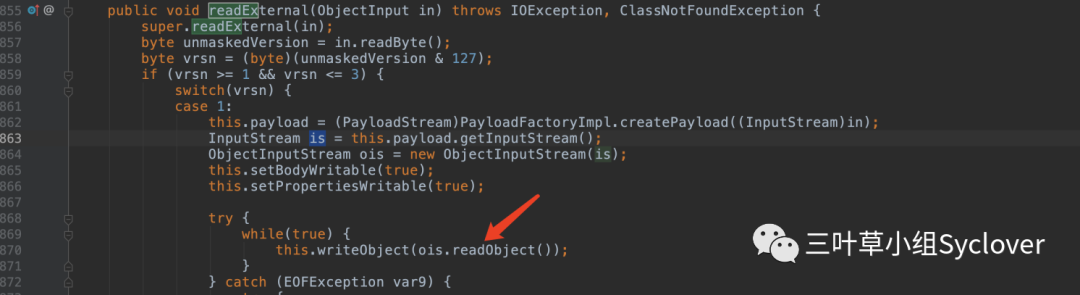 855 @ public void readExternal(ObjectInput in) throws IOException, ClassNotFoundException {
856 super.readExternal(in);
857 byte unmaskedVersion = in.readByte();
858 byte vrsn = (byte)(unmaskedVersion & 127);
859 if (vrsn >= 1 && vrsn <= 3) {
860 switch(vrsn) {
861 case 1:
862 this.payload = (PayloadStream)PayloadFactoryImpl.createPayload((InputStream)in);
863 InputStream is = this.payload.getInputStream();
864 ObjectInputStream ois = new ObjectInputStream(is);
865 this.setBodyWritable(true);
866 this.setPropertiesWritable(true);
867
868 try {
869 while(true) {
870 this.writeObject(ois.readObject());
871 }
872 } catch (EOFException var9) {
三叶草小组Syclover